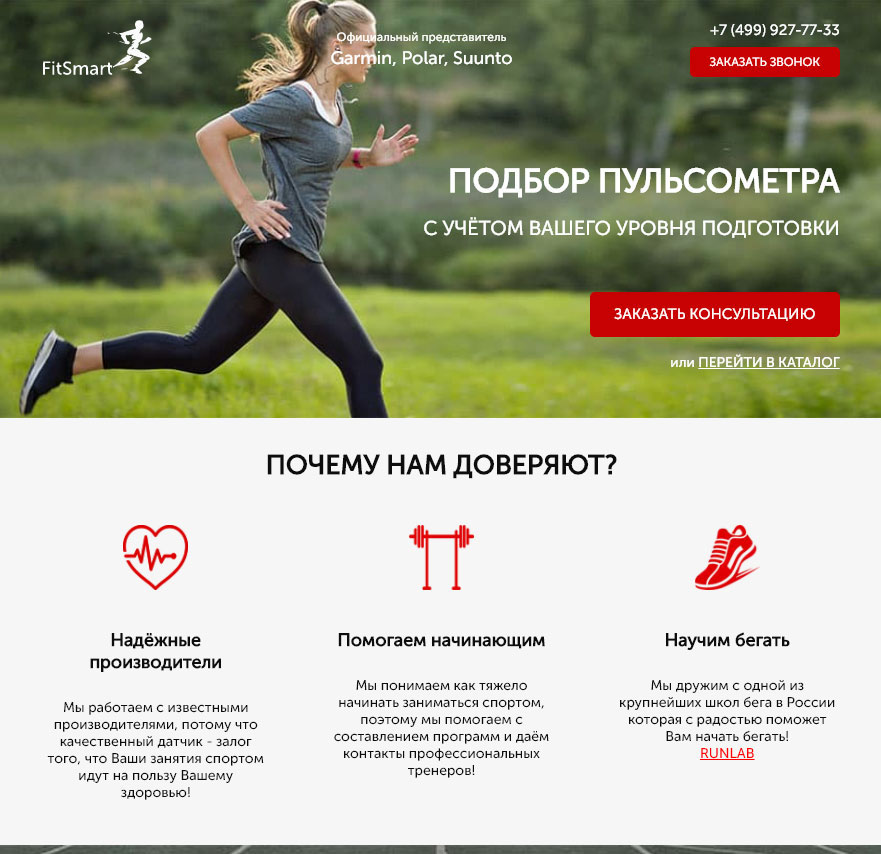 FitSmart
Официальный представитель
Garmin, Polar, Suunto
+7 (499) 927-77-33
ЗАКАЗАТЬ ЗВОНОК
ПОДБОР ПУЛЬСОМЕТРА
С УЧЁТОМ ВАШЕГО УРОВНЯ ПОДГОТОВКИ
ЗАКАЗАТЬ КОНСУЛЬТАЦИЮ
или ПЕРЕЙТИ В КАТАЛОГ
ПОЧЕМУ НАМ ДОВЕРЯЮТ?
Надёжные
производители
Мы работаем с известными
производителями, потому что
качественный датчик - залог
того, что Ваши занятия спортом
идут на пользу Вашему
здоровью!
Помогаем начинающим
Мы понимаем как тяжело
начинать заниматься спортом,
поэтому мы помогаем с
составлением программ и даём
контакты профессиональных
тренеров!
Научим бегать
Мы дружим с одной из
крупнейших школ бега в России
которая с радостью поможет
Вам начать бегать!
RUNLAB